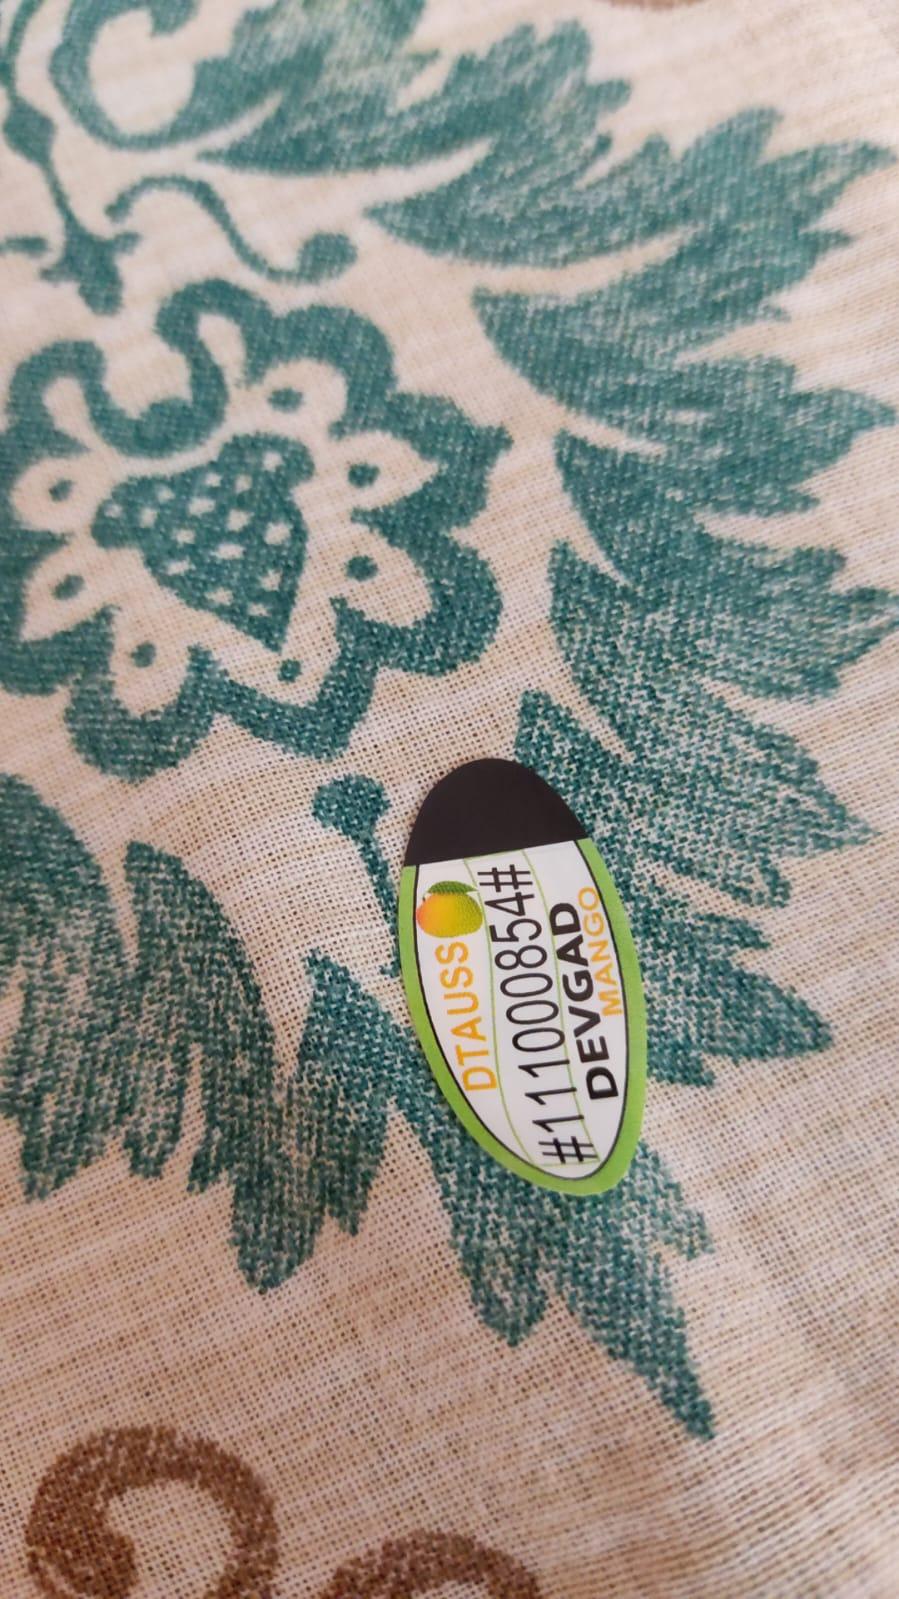 DTAUSS
#111000854#
DEVGAD
MANGO